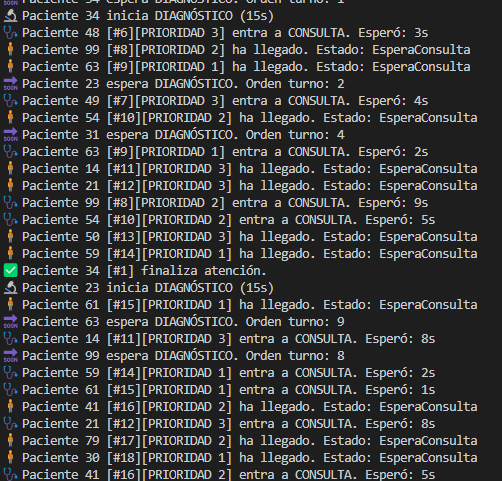 Paciente 34 espera DIAGNÓSTICO. Orden turno: 1
Paciente 34 inicia DIAGNÓSTICO (15s)
Paciente 48 [#6][PRIORIDAD 3] entra a CONSULTA. Esperó: 3s
Paciente 99 [#8][PRIORIDAD 2] ha llegado. Estado: EsperaConsulta
Paciente 63 [#9][PRIORIDAD 1] ha llegado. Estado: EsperaConsulta
SOON Paciente 23 espera DIAGNÓSTICO. Orden turno: 2
Paciente 49 [#7][PRIORIDAD 3] entra a CONSULTA. Esperó: 4s
Paciente 54 [#10][PRIORIDAD 2] ha llegado. Estado: EsperaConsulta
SOON Paciente 31 espera DIAGNÓSTICO. Orden turno: 4
Paciente 63 [#9][PRIORIDAD 1] entra a CONSULTA. Esperó: 2s
Paciente 14 [#11][PRIORIDAD 3] ha llegado. Estado: EsperaConsulta
Paciente 21 [#12][PRIORIDAD 3] ha llegado. Estado: EsperaConsulta
Paciente 99 [#8][PRIORIDAD 2] entra a CONSULTA. Esperó: 9s
Paciente 54 [#10][PRIORIDAD 2] entra a CONSULTA. Esperó: 5s
Paciente 50 [#13][PRIORIDAD 3] ha llegado. Estado: EsperaConsulta
Paciente 59 [#14][PRIORIDAD 1] ha llegado. Estado: EsperaConsulta
Paciente 34 [#1] finaliza atención.
Paciente 23 inicia DIAGNÓSTICO (15s)
Paciente 61 [#15][PRIORIDAD 1] ha llegado. Estado: EsperaConsulta
SOON Paciente 63 espera DIAGNÓSTICO. Orden turno: 9
Paciente 14 [#11][PRIORIDAD 3] entra a CONSULTA. Esperó: 8s
SOON Paciente 99 espera DIAGNÓSTICO. Orden turno: 8
Paciente 59 [#14][PRIORIDAD 1] entra a CONSULTA. Esperó: 2s
Paciente 61 [#15][PRIORIDAD 1] entra a CONSULTA. Esperó: 1s
Paciente 41 [#16][PRIORIDAD 2] ha llegado. Estado: EsperaConsulta
Paciente 21 [#12][PRIORIDAD 3] entra a CONSULTA. Esperó: 8s
Paciente 79 [#17][PRIORIDAD 2] ha llegado. Estado: EsperaConsulta
Paciente 30 [#18][PRIORIDAD 1] ha llegado. Estado: EsperaConsulta
Paciente 41 [#16][PRIORIDAD 2] entra a CONSULTA. Esperó: 5s